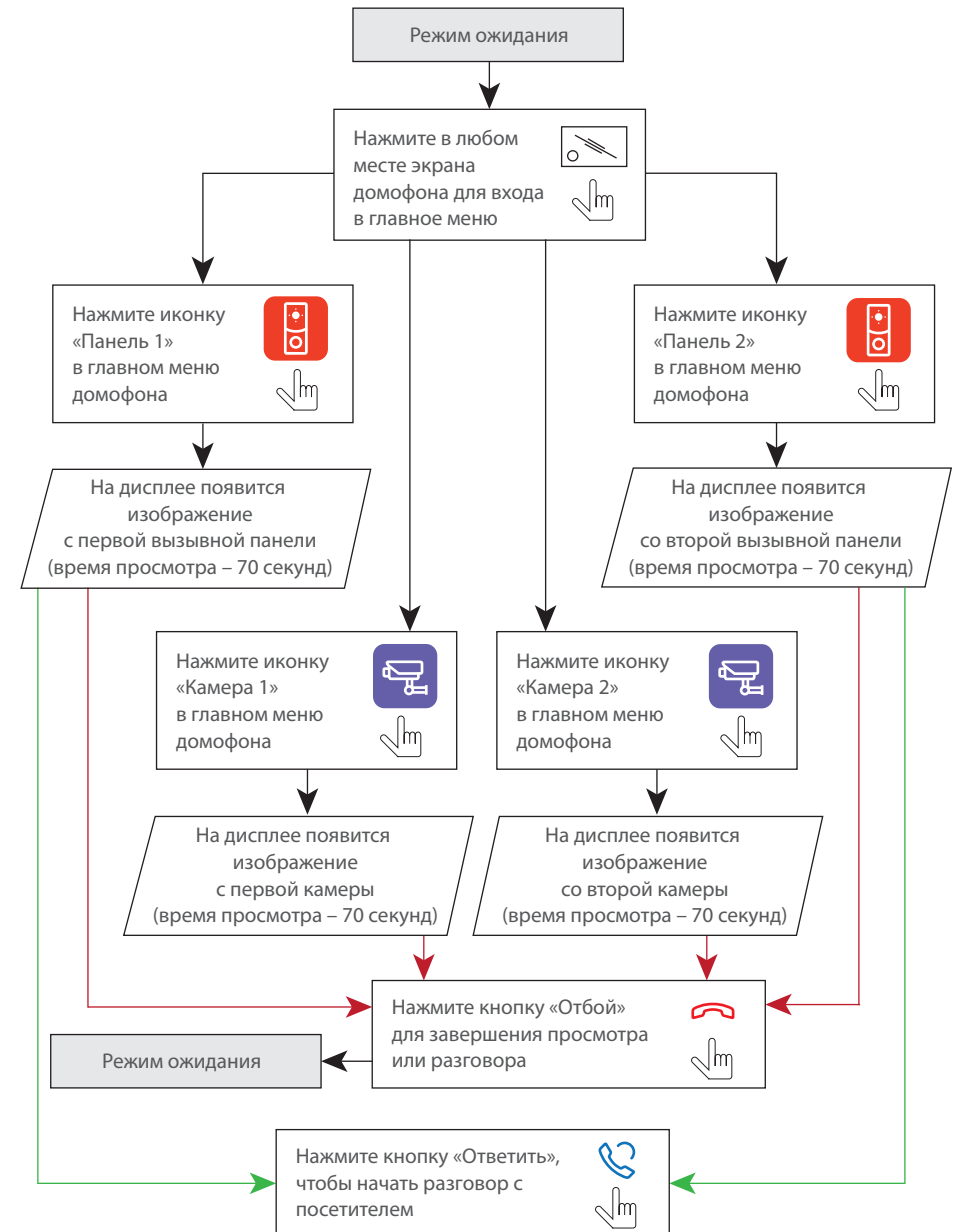 Режим ожидания
Нажмите в любом
месте экрана
домофона для входа
в главное меню
Нажмите иконку
«Панель 1»
в главном меню
домофона
Нажмите иконку
«Панель 2»
в главном меню
домофона
На дисплее появится
изображение
с первой вызывной панели
(время просмотра – 70 секунд)
На дисплее появится
изображение
со второй вызывной панели
(время просмотра – 70 секунд)
Нажмите иконку
«Камера 1»
в главном меню
домофона
Нажмите иконку
«Камера 2»
в главном меню
домофона
На дисплее появится
изображение
с первой камеры
(время просмотра – 70 секунд)
На дисплее появится
изображение
со второй камеры
(время просмотра – 70 секунд)
Нажмите кнопку «Отбой»
для завершения просмотра
или разговора
Режим ожидания
Нажмите кнопку «Ответить»,
чтобы начать разговор с
посетителем